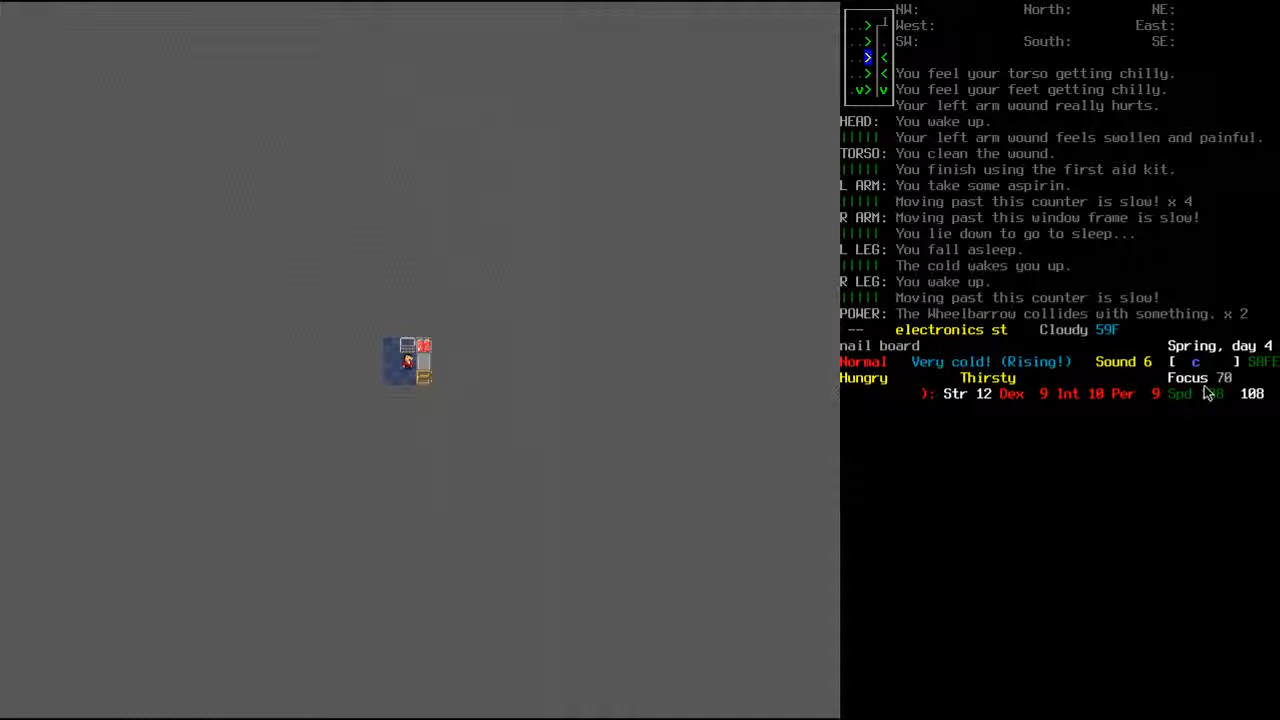 NW: North: NE:
West: East:
SW: South: SE:
You feel your torso getting chilly.
You feel your feet getting chilly.
Your left arm wound really hurts.
HEAD: You wake up.
Your left arm wound feels swollen and painful.
TORSO: You clean the wound.
You finish using the first aid kit.
L ARM: You take some aspirin.
Moving past this counter is slow! x 4
R ARM: Moving past this window frame is slow!
You lie down to go to sleep...
L LEG: You fall asleep.
The cold wakes you up.
R LEG: You wake up.
Moving past this counter is slow!
POWER: The Wheelbarrow collides with something. x 2
-- electronics st Cloudy 59F
nail board Spring, day 4
Normal Very cold! (Rising!) Sound 6 [ c ] SAFE
Hungry Thirsty Focus 70
): Str 12 Dex 9 Int 10 Per 9 Spd 108